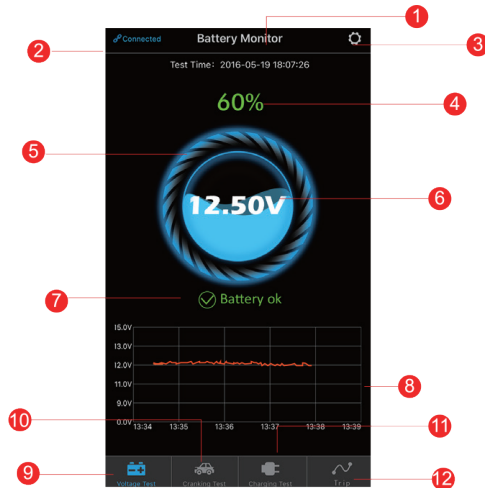 1
Connected Battery Monitor
2
3
Test Time: 2016-05-19 18:07:26
60%
4
5
12.50V
6
7
Battery ok
15.0V
13.0V
12.0V
11.0V
9.0V
0.0V
8
13:34 13:35 13:36 13:37 13:38 13:39
10
11
9
Voltage Test Cranking Test Charging Test Trip
12